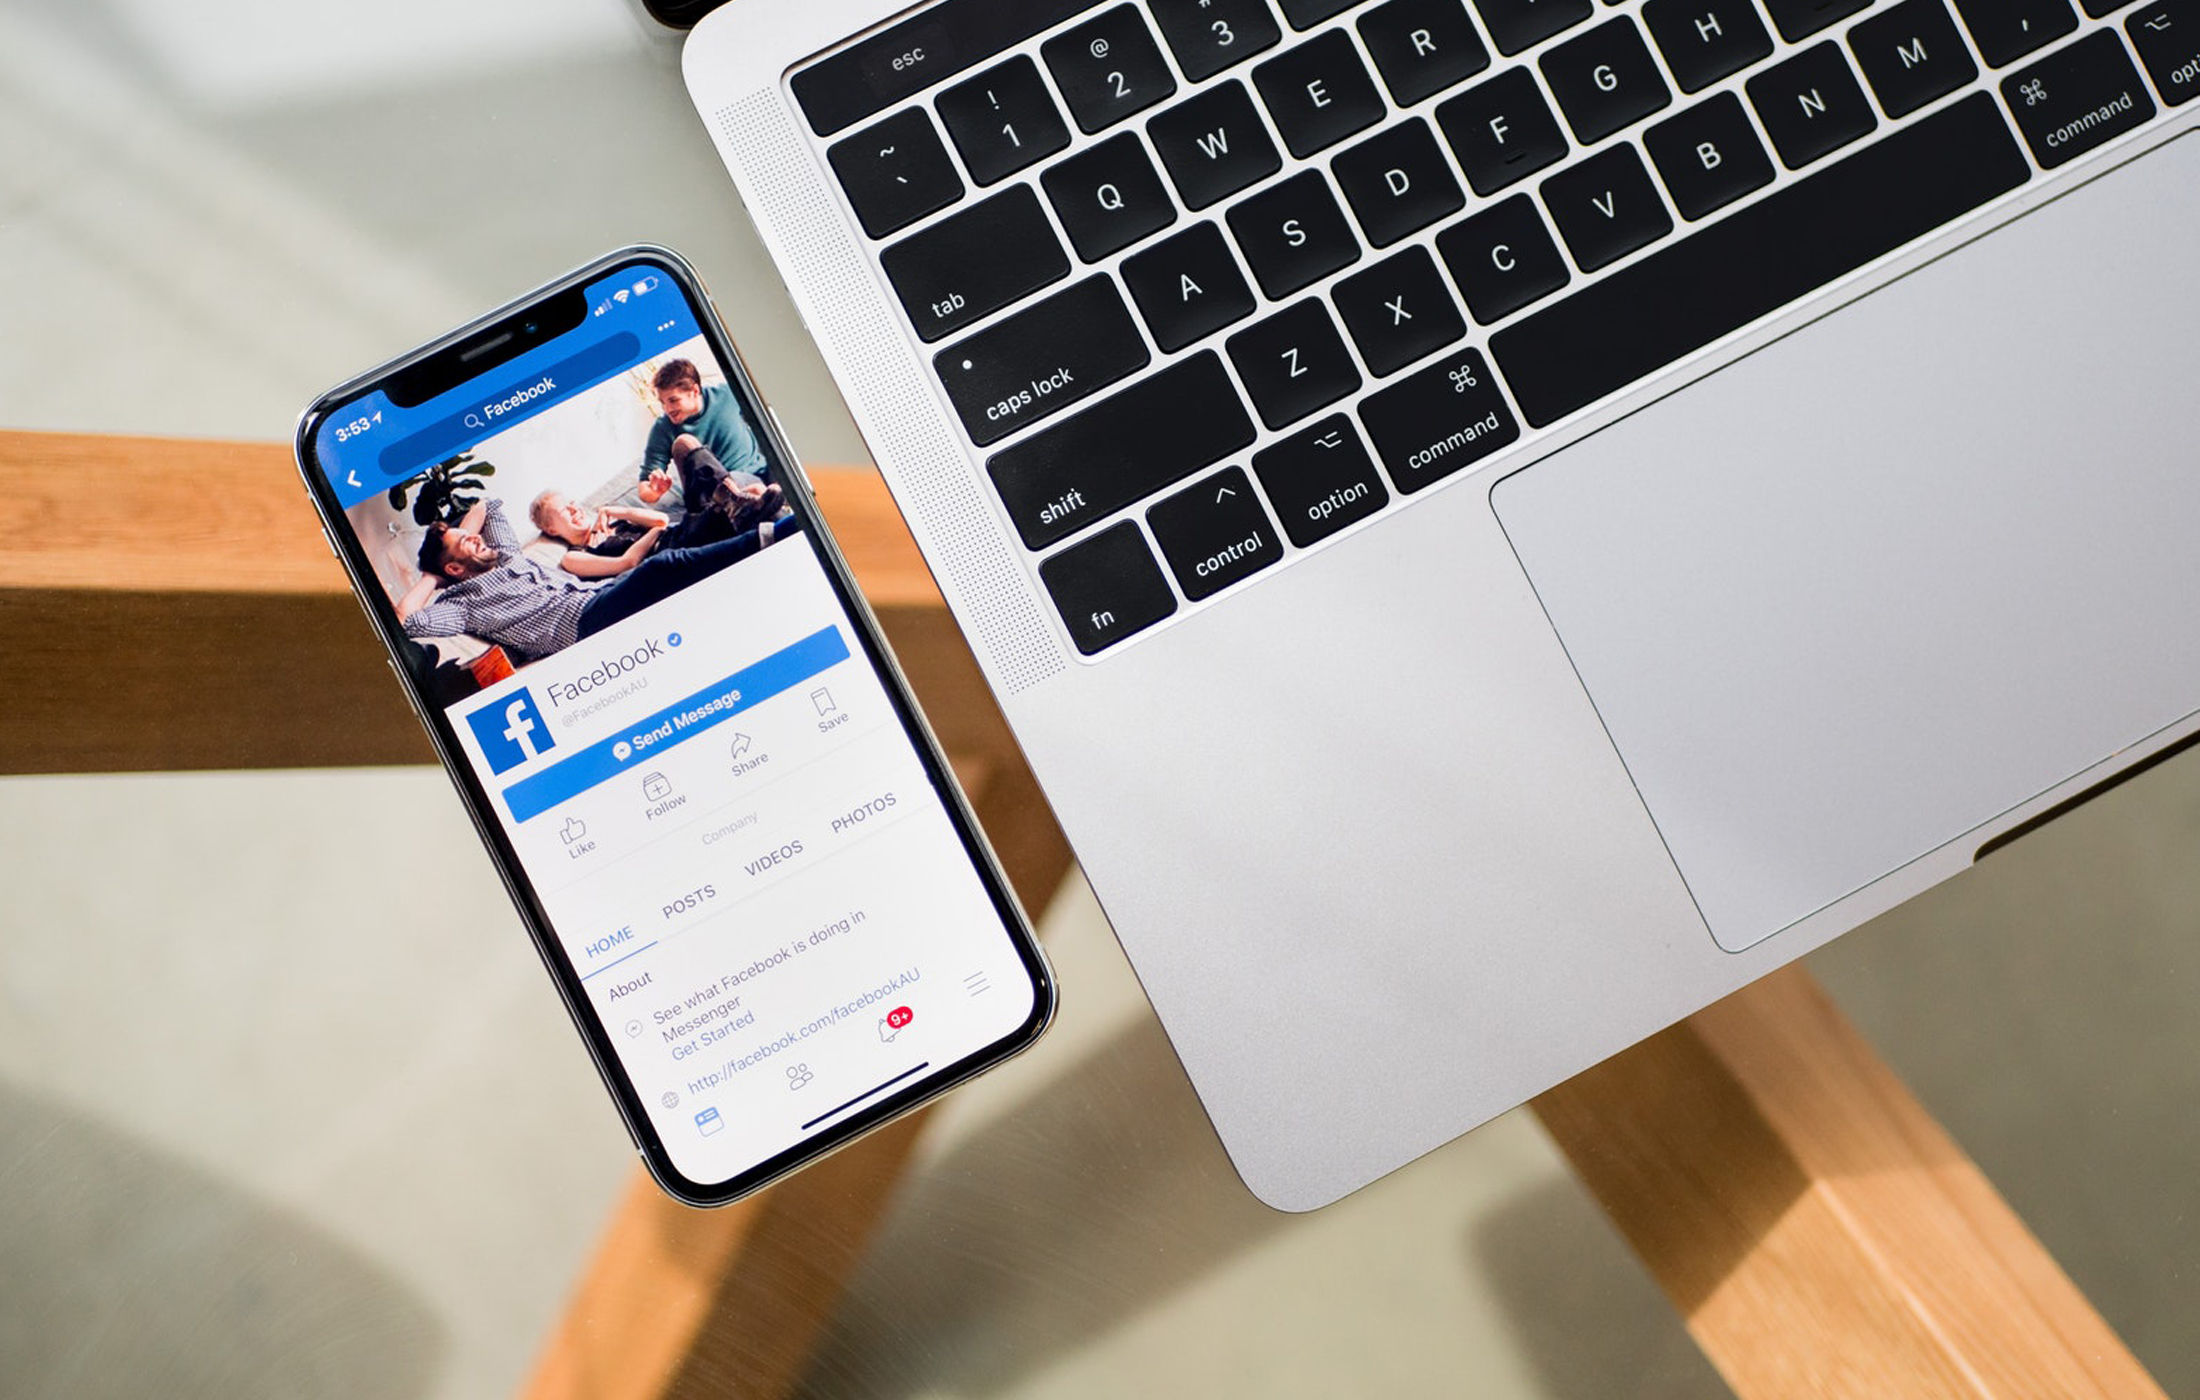 3:53
Facebook
Facebook
@FacebookAU
f
Send Message
Like
Follow
Share
Save
Company
HOME
POSTS
VIDEOS
PHOTOS
About
See what Facebook is doing in
Messenger
Get Started
http://facebook.com/facebookAU
9+
esc
~
`
!
1
@
2
#
3
tab
Q
W
E
R
caps lock
A
S
D
F
G
H
shift
Z
X
C
V
B
N
M
,
fn
^
control
⌥
option
⌘
command
⌘
command
⌥